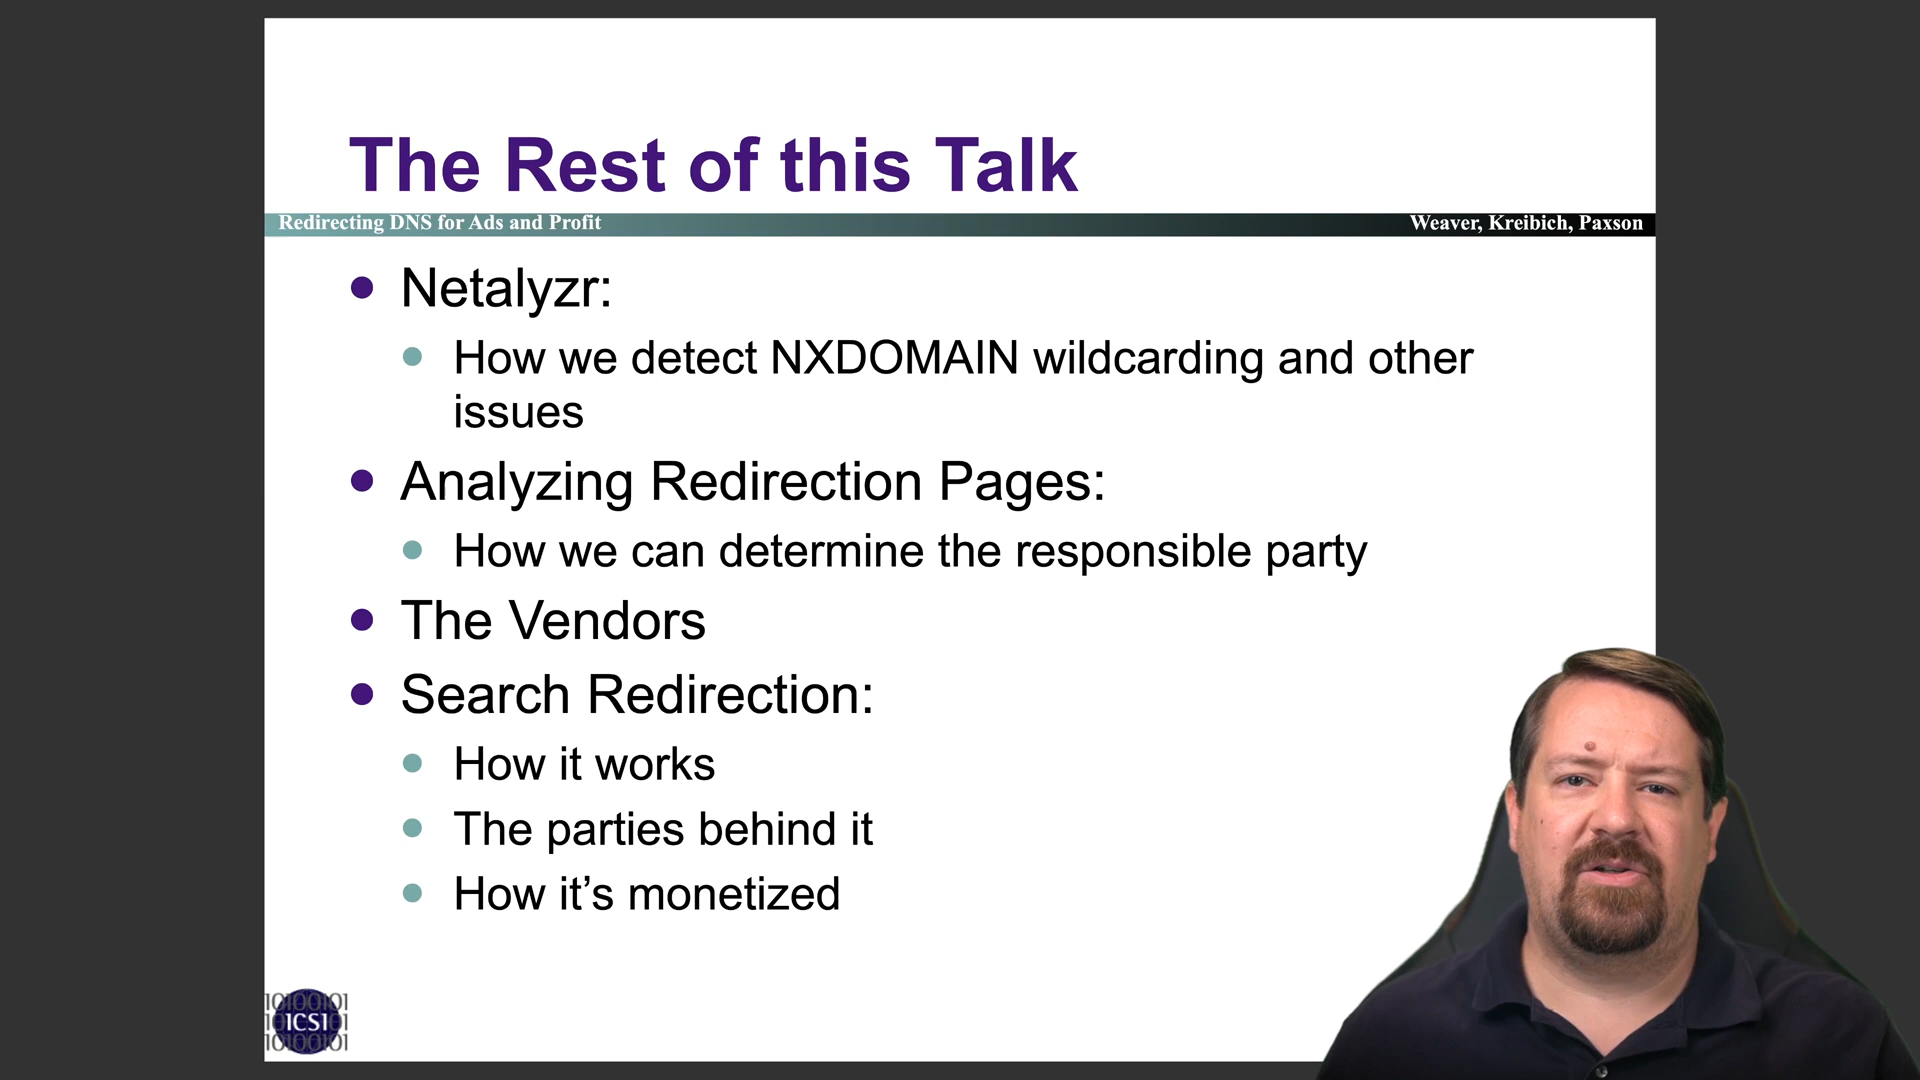 The Rest of this Talk
Redirecting DNS for Ads and Profit
Weaver, Kreibich, Paxson
Netalyzr:
How we detect NXDOMAIN wildcarding and other
issues
Analyzing Redirection Pages:
How we can determine the responsible party
The Vendors
Search Redirection:
How it works
The parties behind it
How it’s monetized
10100101
ICSI
10100101